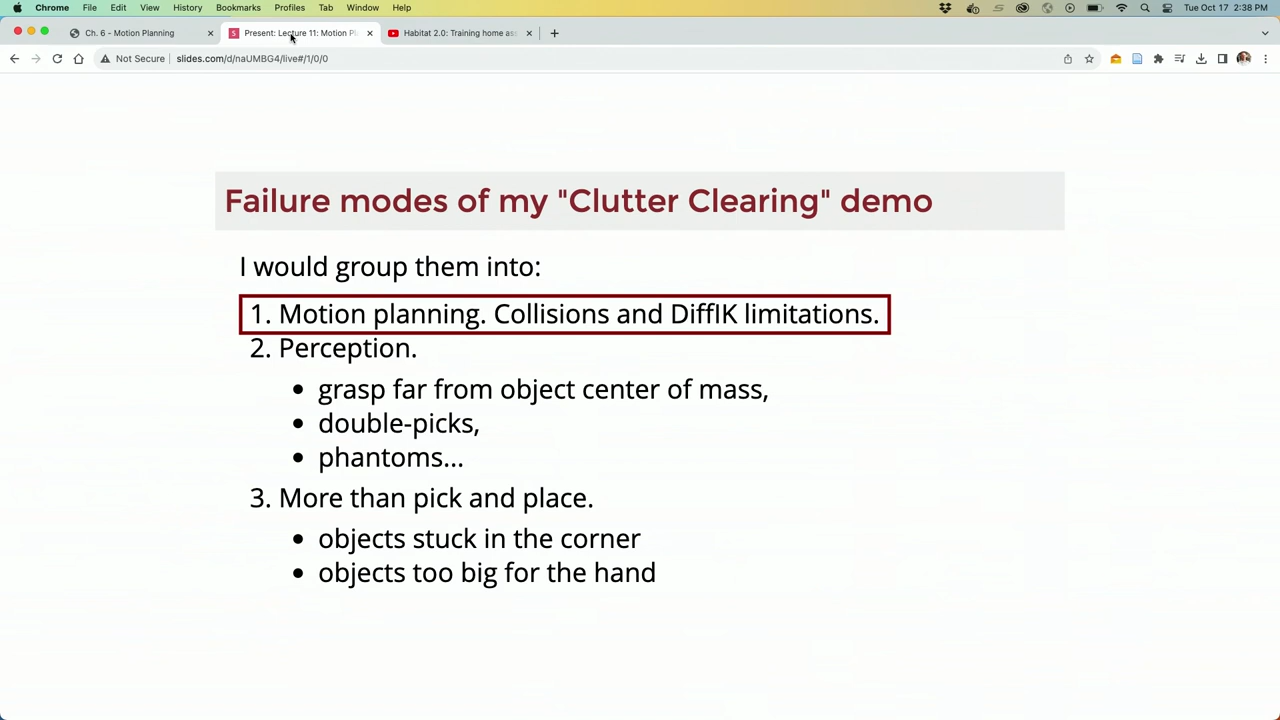 Chrome File Edit View History Bookmarks Profiles Tab Window Help Tue Oct 17 2:38 PM
Ch. 6 - Motion Planning Present: Lecture 11: Motion Pl Habitat 2.0: Training home as
Not Secure slides.com/d/naUMBG4/live#/1/0/0
Failure modes of my "Clutter Clearing" demo
I would group them into:
1. Motion planning. Collisions and DiffIK limitations.
2. Perception.
• grasp far from object center of mass,
• double-picks,
• phantoms...
3. More than pick and place.
• objects stuck in the corner
• objects too big for the hand